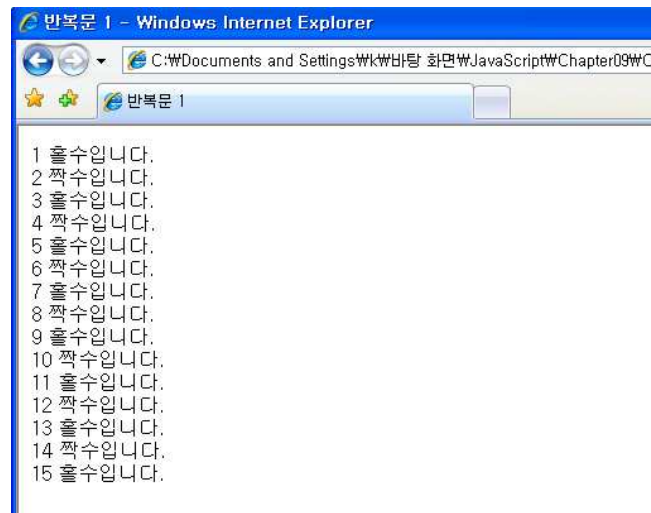 반복문 1 - Windows Internet Explorer
C:₩Documents and Settings₩k₩바탕 화면₩JavaScript₩Chapter09₩C
반복문 1
1 홀수입니다.
2 짝수입니다.
3 홀수입니다.
4 짝수입니다.
5 홀수입니다.
6 짝수입니다.
7 홀수입니다.
8 짝수입니다.
9 홀수입니다.
10 짝수입니다.
11 홀수입니다.
12 짝수입니다.
13 홀수입니다.
14 짝수입니다.
15 홀수입니다.